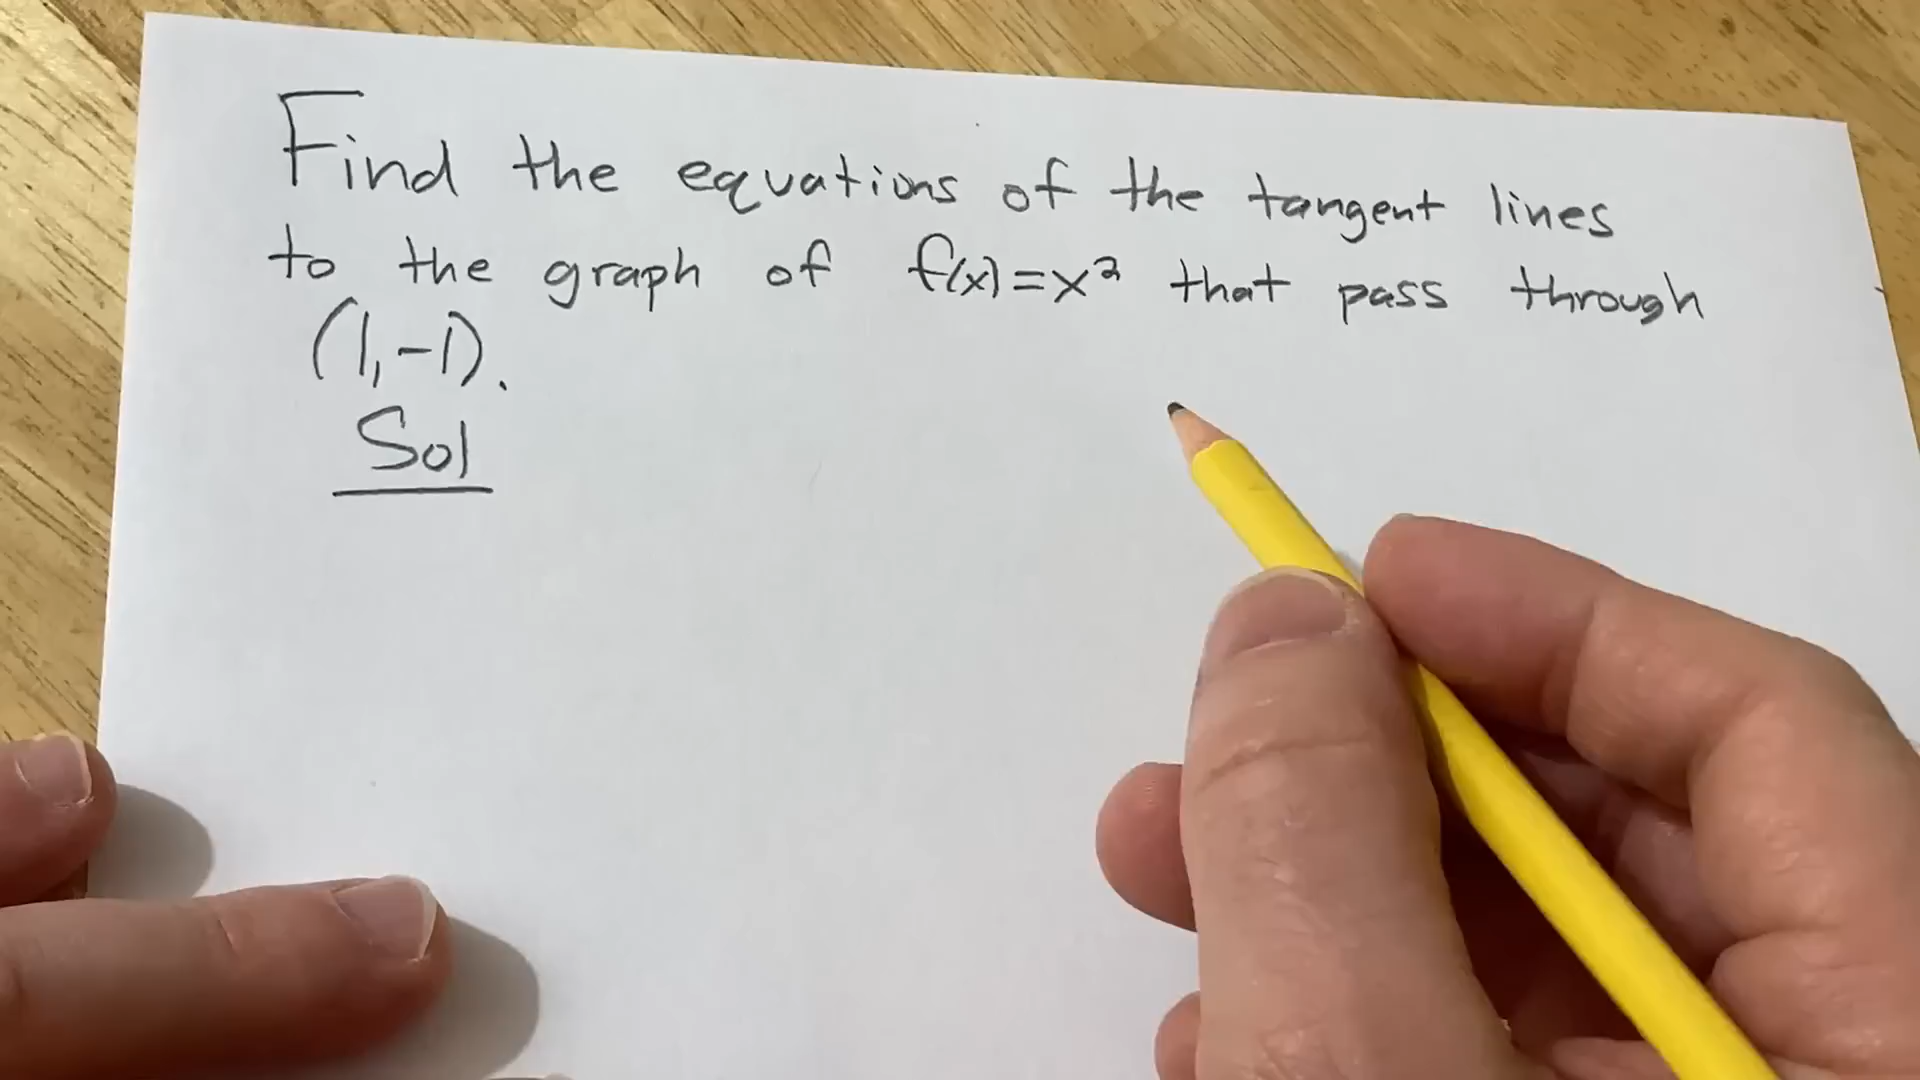 Find the equations of the tangent lines
to the graph of f(x)=x² that pass through
(1,-1).
Sol